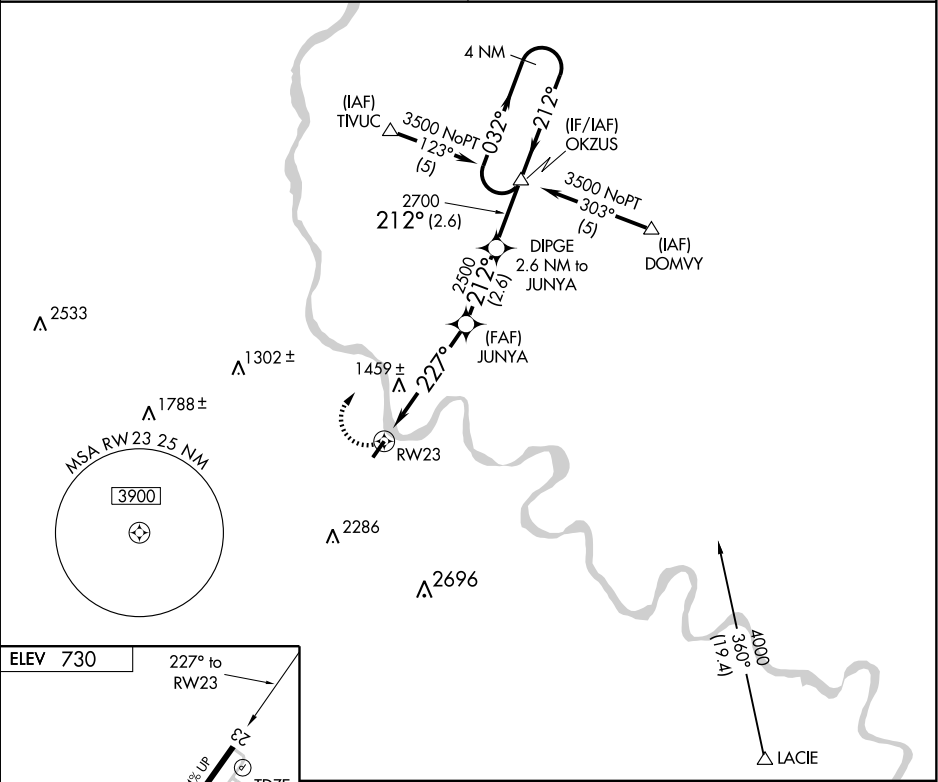 4 NM
(IAF)
TIVUC
3500 NoPT
123°
(5)
032°
212°
(IF/IAF)
OKZUS
3500 NoPT
303°
(5)
(IAF)
DOMVY
2700
212° (2.6)
DIPGE
2.6 NM to
JUNYA
2500
212°
(2.6)
(FAF)
JUNYA
2533
1302 ±
1459 ±
227°
1788 ±
RW23
MSA RW 23 25 NM
3900
2286
2696
4000
360°
(19.4)
LACIE
ELEV 730
227° to
RW23
23
% UP
P
TDZE